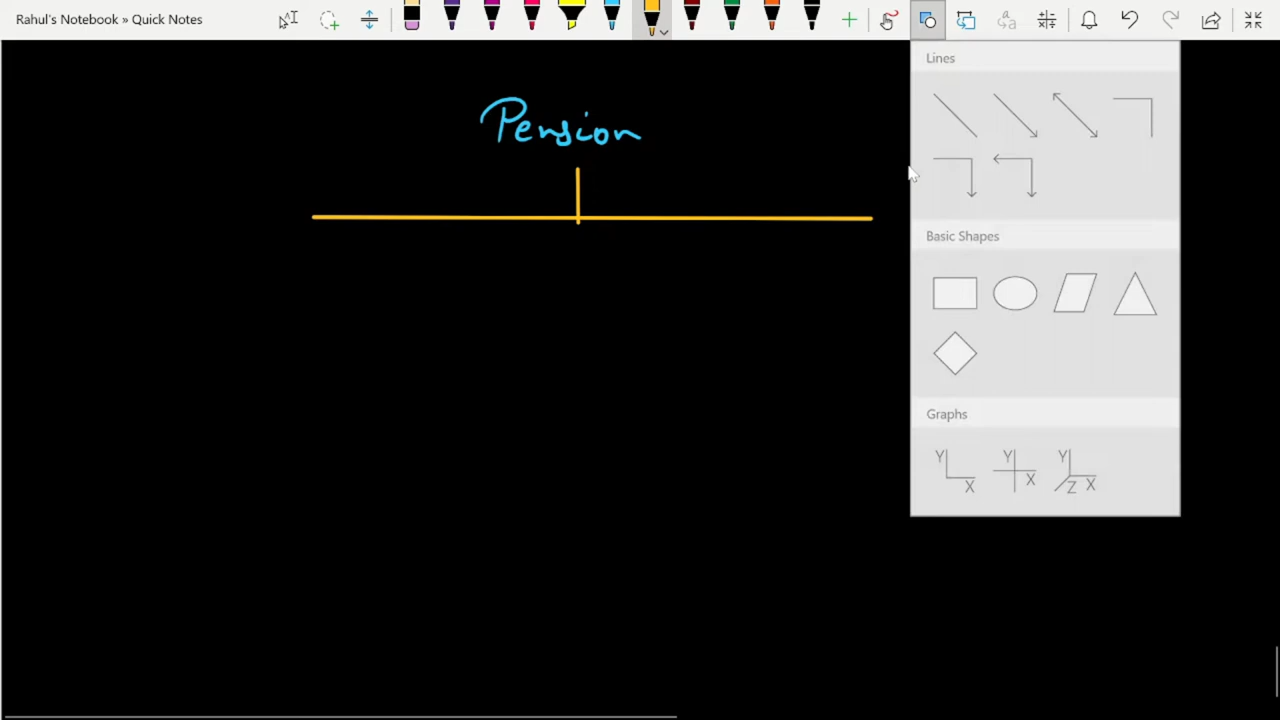 Rahul's Notebook » Quick Notes
Lines
Pension
Basic Shapes
Graphs
Y X Y X Y Z X